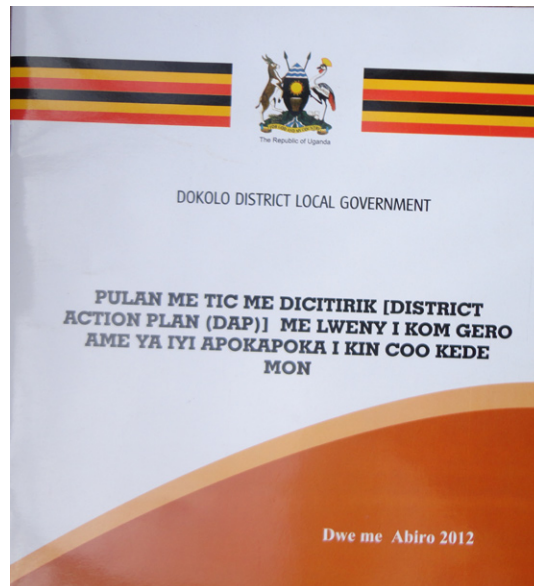 The Republic of Uganda
DOKOLO DISTRICT LOCAL GOVERNMENT
PULAN ME TIC ME DICITIRIK [DISTRICT
ACTION PLAN (DAP)] ME LWENY I KOM GERO
AME YA IYI APOKAPOKA I KIN COO KEDE
MON
Dwe me Abiro 2012